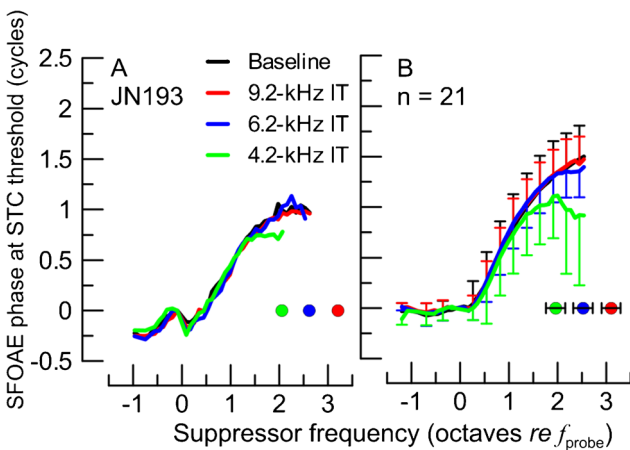 SFOAE phase at STC threshold (cycles)
2.5
2
1.5
1
0.5
0
-0.5
A
JN193
Baseline
9.2-kHz IT
6.2-kHz IT
4.2-kHz IT
B
n = 21
-1 0 1 2 3
-1 0 1 2 3
Suppressor frequency (octaves re fprobe)